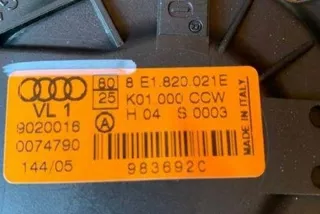 80 8 E1.820.021E
25 K01.000 CCW
VL 1
A H 04 S 0003
9020016
0074790
144/05
983692C
MADE IN ITALY